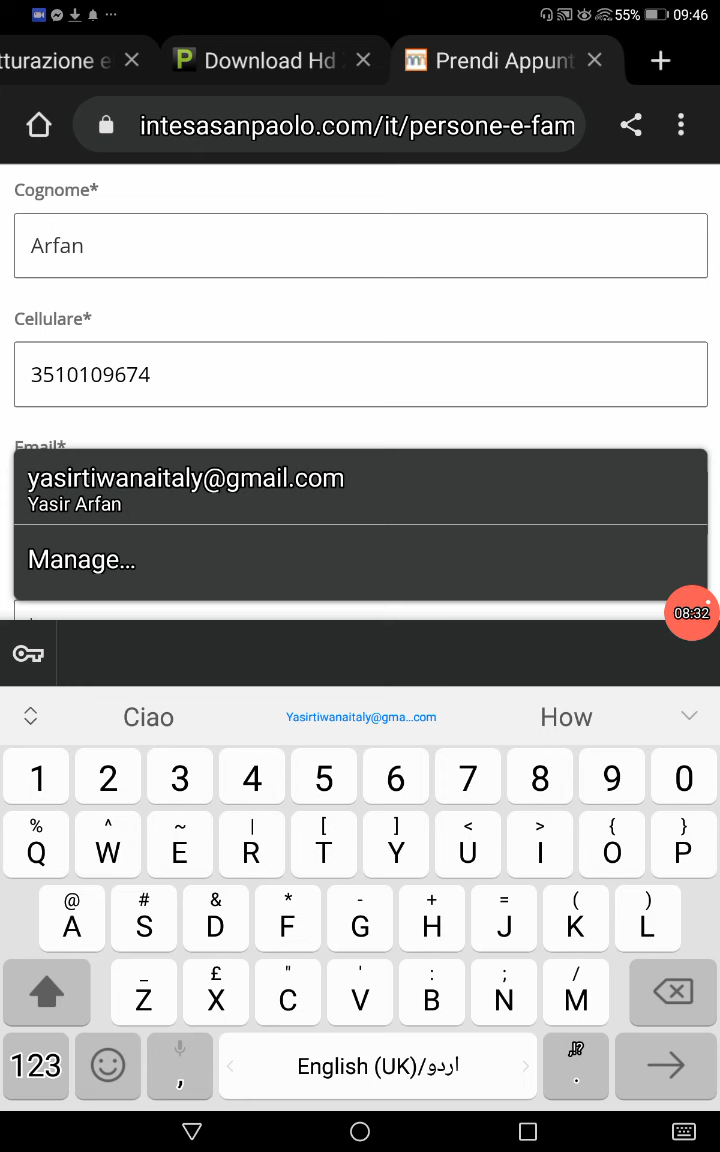 55% 09:46
tturazione e
Download Hd
Prendi Appunt
intesasanpaolo.com/it/persone-e-fam
Cognome*
Arfan
Cellulare*
3510109674
Email*
yasirtiwanaitaly@gmail.com
Yasir Arfan
Manage...
08:32
Ciao Yasirtiwanaitaly@gma...com How
1 2 3 4 5 6 7 8 9 0
% ^ ~ | [ ] < > { }
Q W E R T Y U I O P
@ # & * - + = ( )
A S D F G H J K L
_ £ " ' : ; /
Z X C V B N M
123 , English (UK)/اردو .